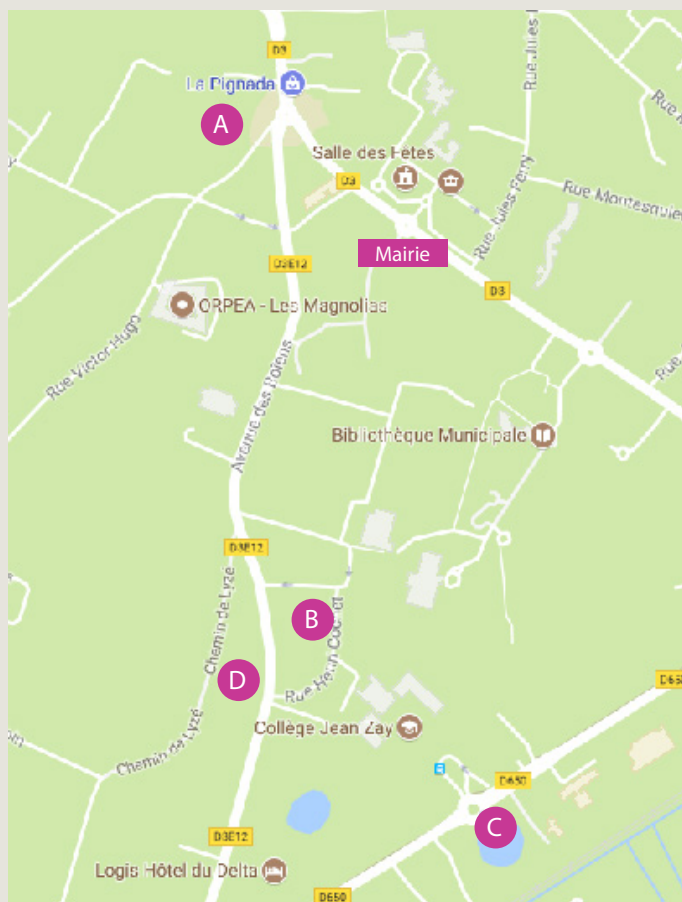 D3
La Pignada
A
Salle des Fêtes
D3
Rue Jules Ferry
Rue Montesquieu
Mairie
D3E12
D3
ORPEA - Les Magnolias
Rue Victor Hugo
Avenue des Poilus
Bibliothèque Municipale
D3E12
Chemin de Lyzé
B
D
Rue Henri Cochet
D650
Chemin de Lyzé
Collège Jean Zay
D650
C
D3E12
Logis Hôtel du Delta
D650